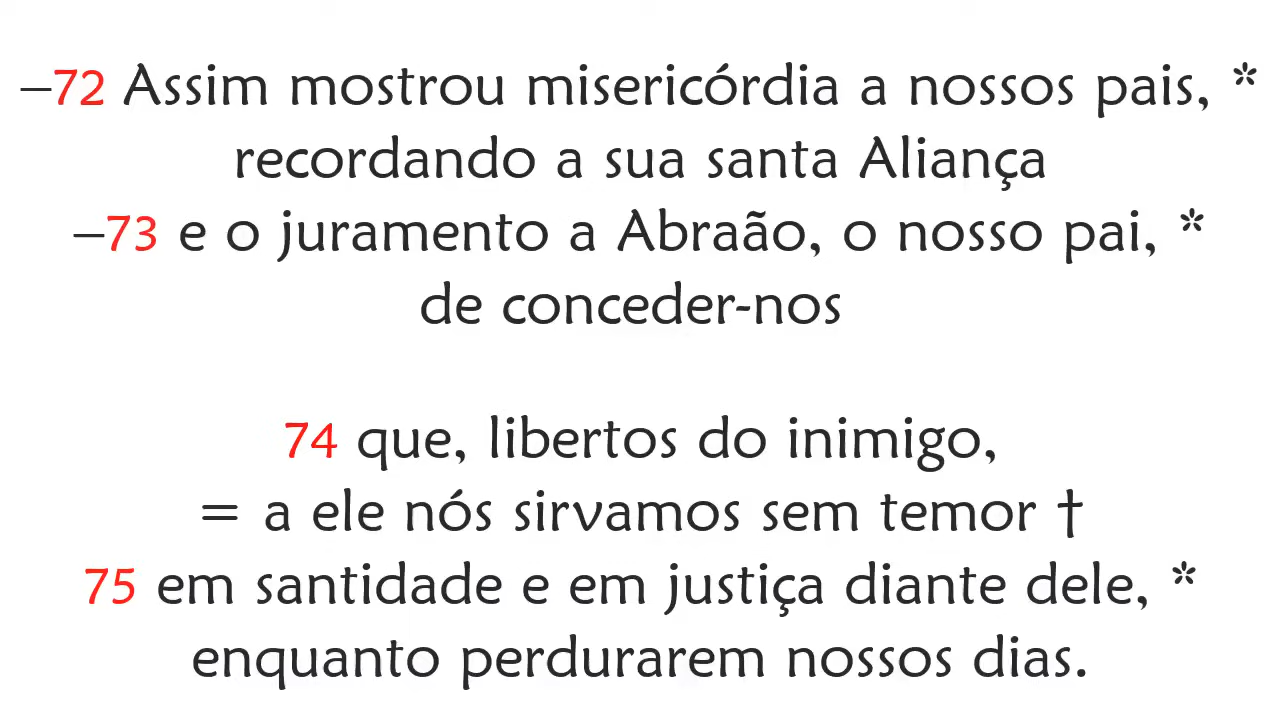 –72 Assim mostrou misericórdia a nossos pais, *
recordando a sua santa Aliança
–73 e o juramento a Abraão, o nosso pai, *
de conceder-nos
74 que, libertos do inimigo,
= a ele nós sirvamos sem temor †
75 em santidade e em justiça diante dele, *
enquanto perdurarem nossos dias.